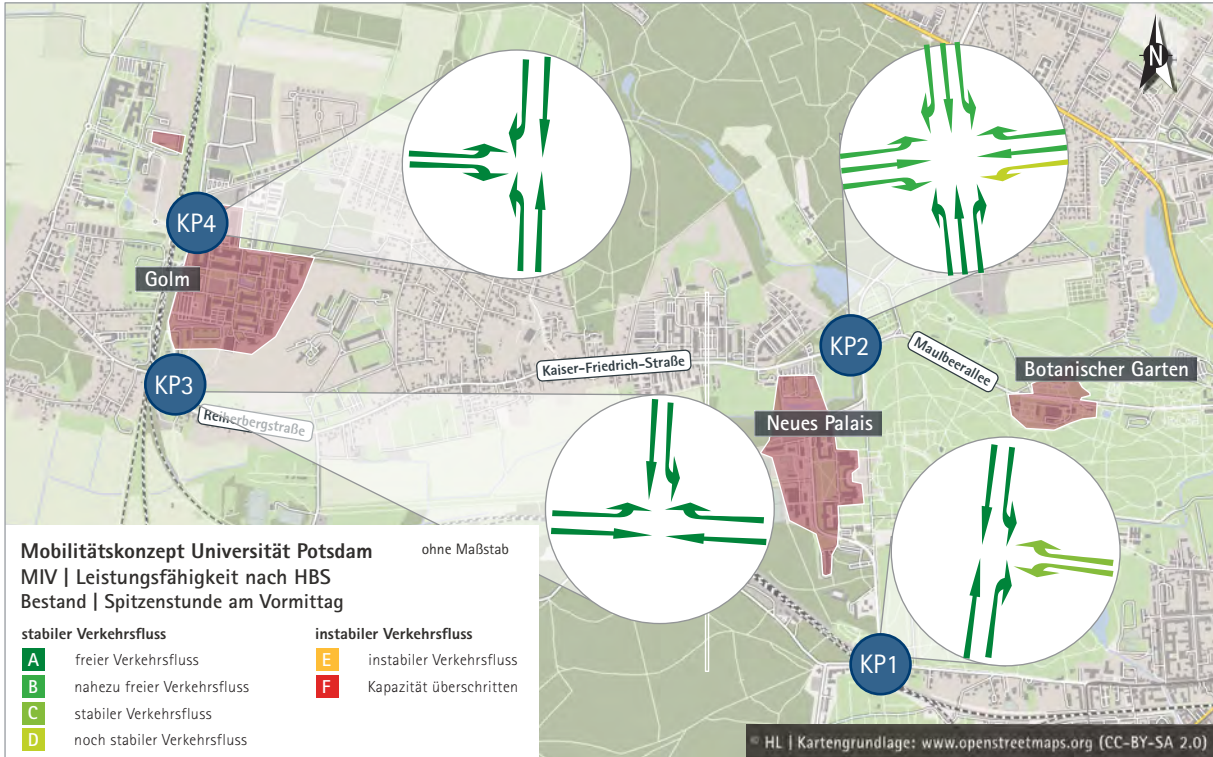 N
KP4
Golm
KP2
Kaiser-Friedrich-Straße
Maulbeerallee
Botanischer Garten
KP3
Reiherbergstraße
Neues Palais
KP1
Mobilitätskonzept Universität Potsdam
ohne Maßstab
MIV | Leistungsfähigkeit nach HBS
Bestand | Spitzenstunde am Vormittag
stabiler Verkehrsfluss
A freier Verkehrsfluss
B nahezu freier Verkehrsfluss
C stabiler Verkehrsfluss
D noch stabiler Verkehrsfluss
instabiler Verkehrsfluss
E instabiler Verkehrsfluss
F Kapazität überschritten
© HL | Kartengrundlage: www.openstreetmaps.org (CC-BY-SA 2.0)